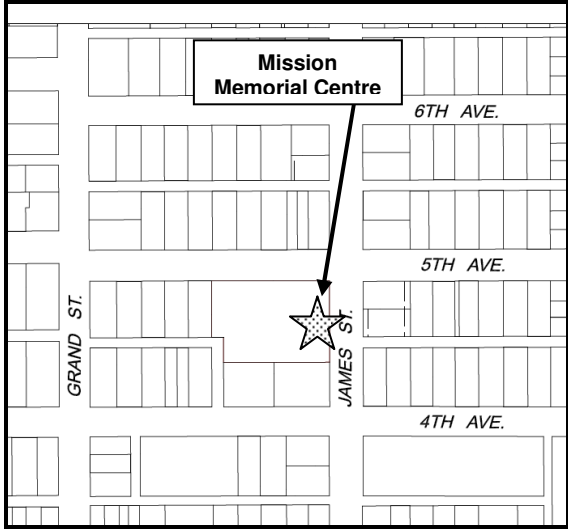 Mission
Memorial Centre
6TH AVE.
5TH AVE.
GRAND ST.
JAMES ST.
4TH AVE.